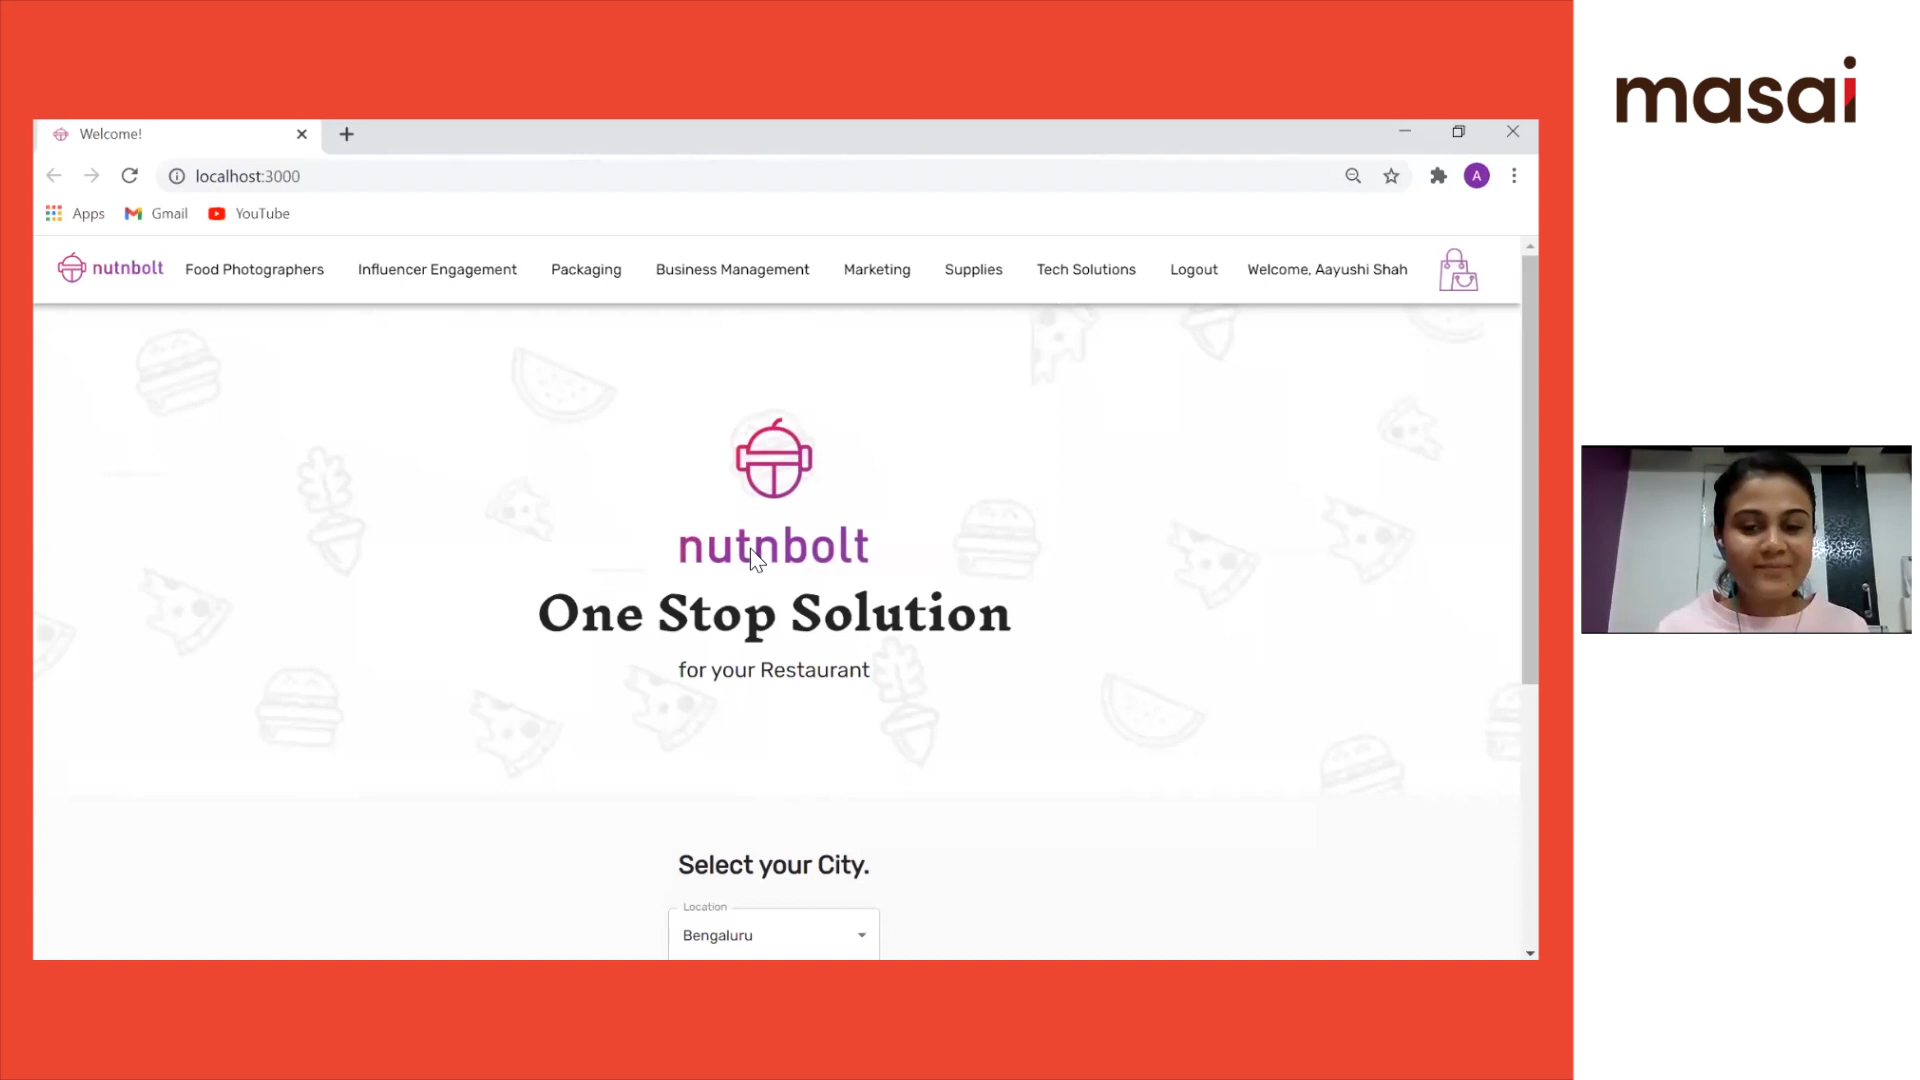 masai
Welcome!
localhost:3000
A
Apps Gmail YouTube
nutnbolt Food Photographers Influencer Engagement Packaging Business Management Marketing Supplies Tech Solutions Logout Welcome, Aayushi Shah
nutnbolt
One Stop Solution
for your Restaurant
Select your City.
Location
Bengaluru